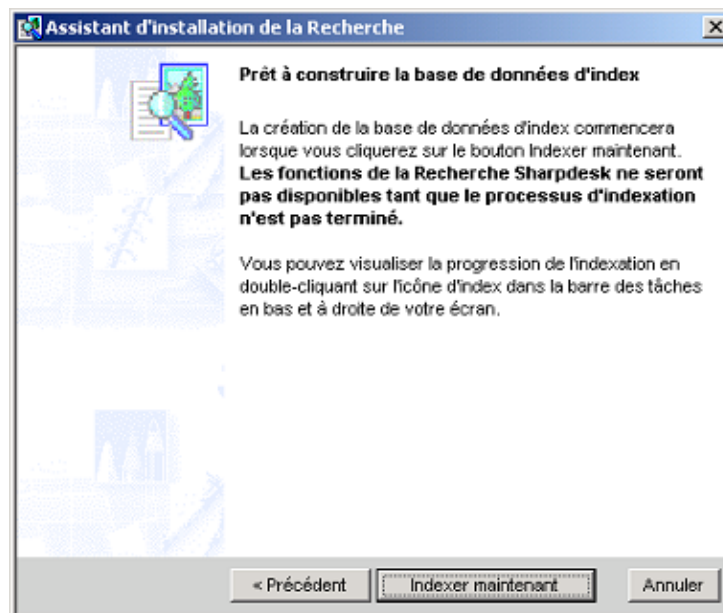 Assistant d'installation de la Recherche
Prêt à construire la base de données d'index
La création de la base de données d'index commencera
lorsque vous cliquerez sur le bouton Indexer maintenant.
Les fonctions de la Recherche Sharpdesk ne seront
pas disponibles tant que le processus d'indexation
n'est pas terminé.
Vous pouvez visualiser la progression de l'indexation en
double-cliquant sur l'icône d'index dans la barre des tâches
en bas et à droite de votre écran.
< Précédent Indexer maintenant Annuler